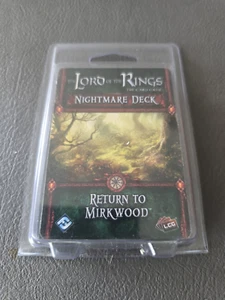 THE LORD OF THE RINGS
THE CARD GAME
NIGHTMARE DECK
RETURN TO
MIRKWOOD
LCG